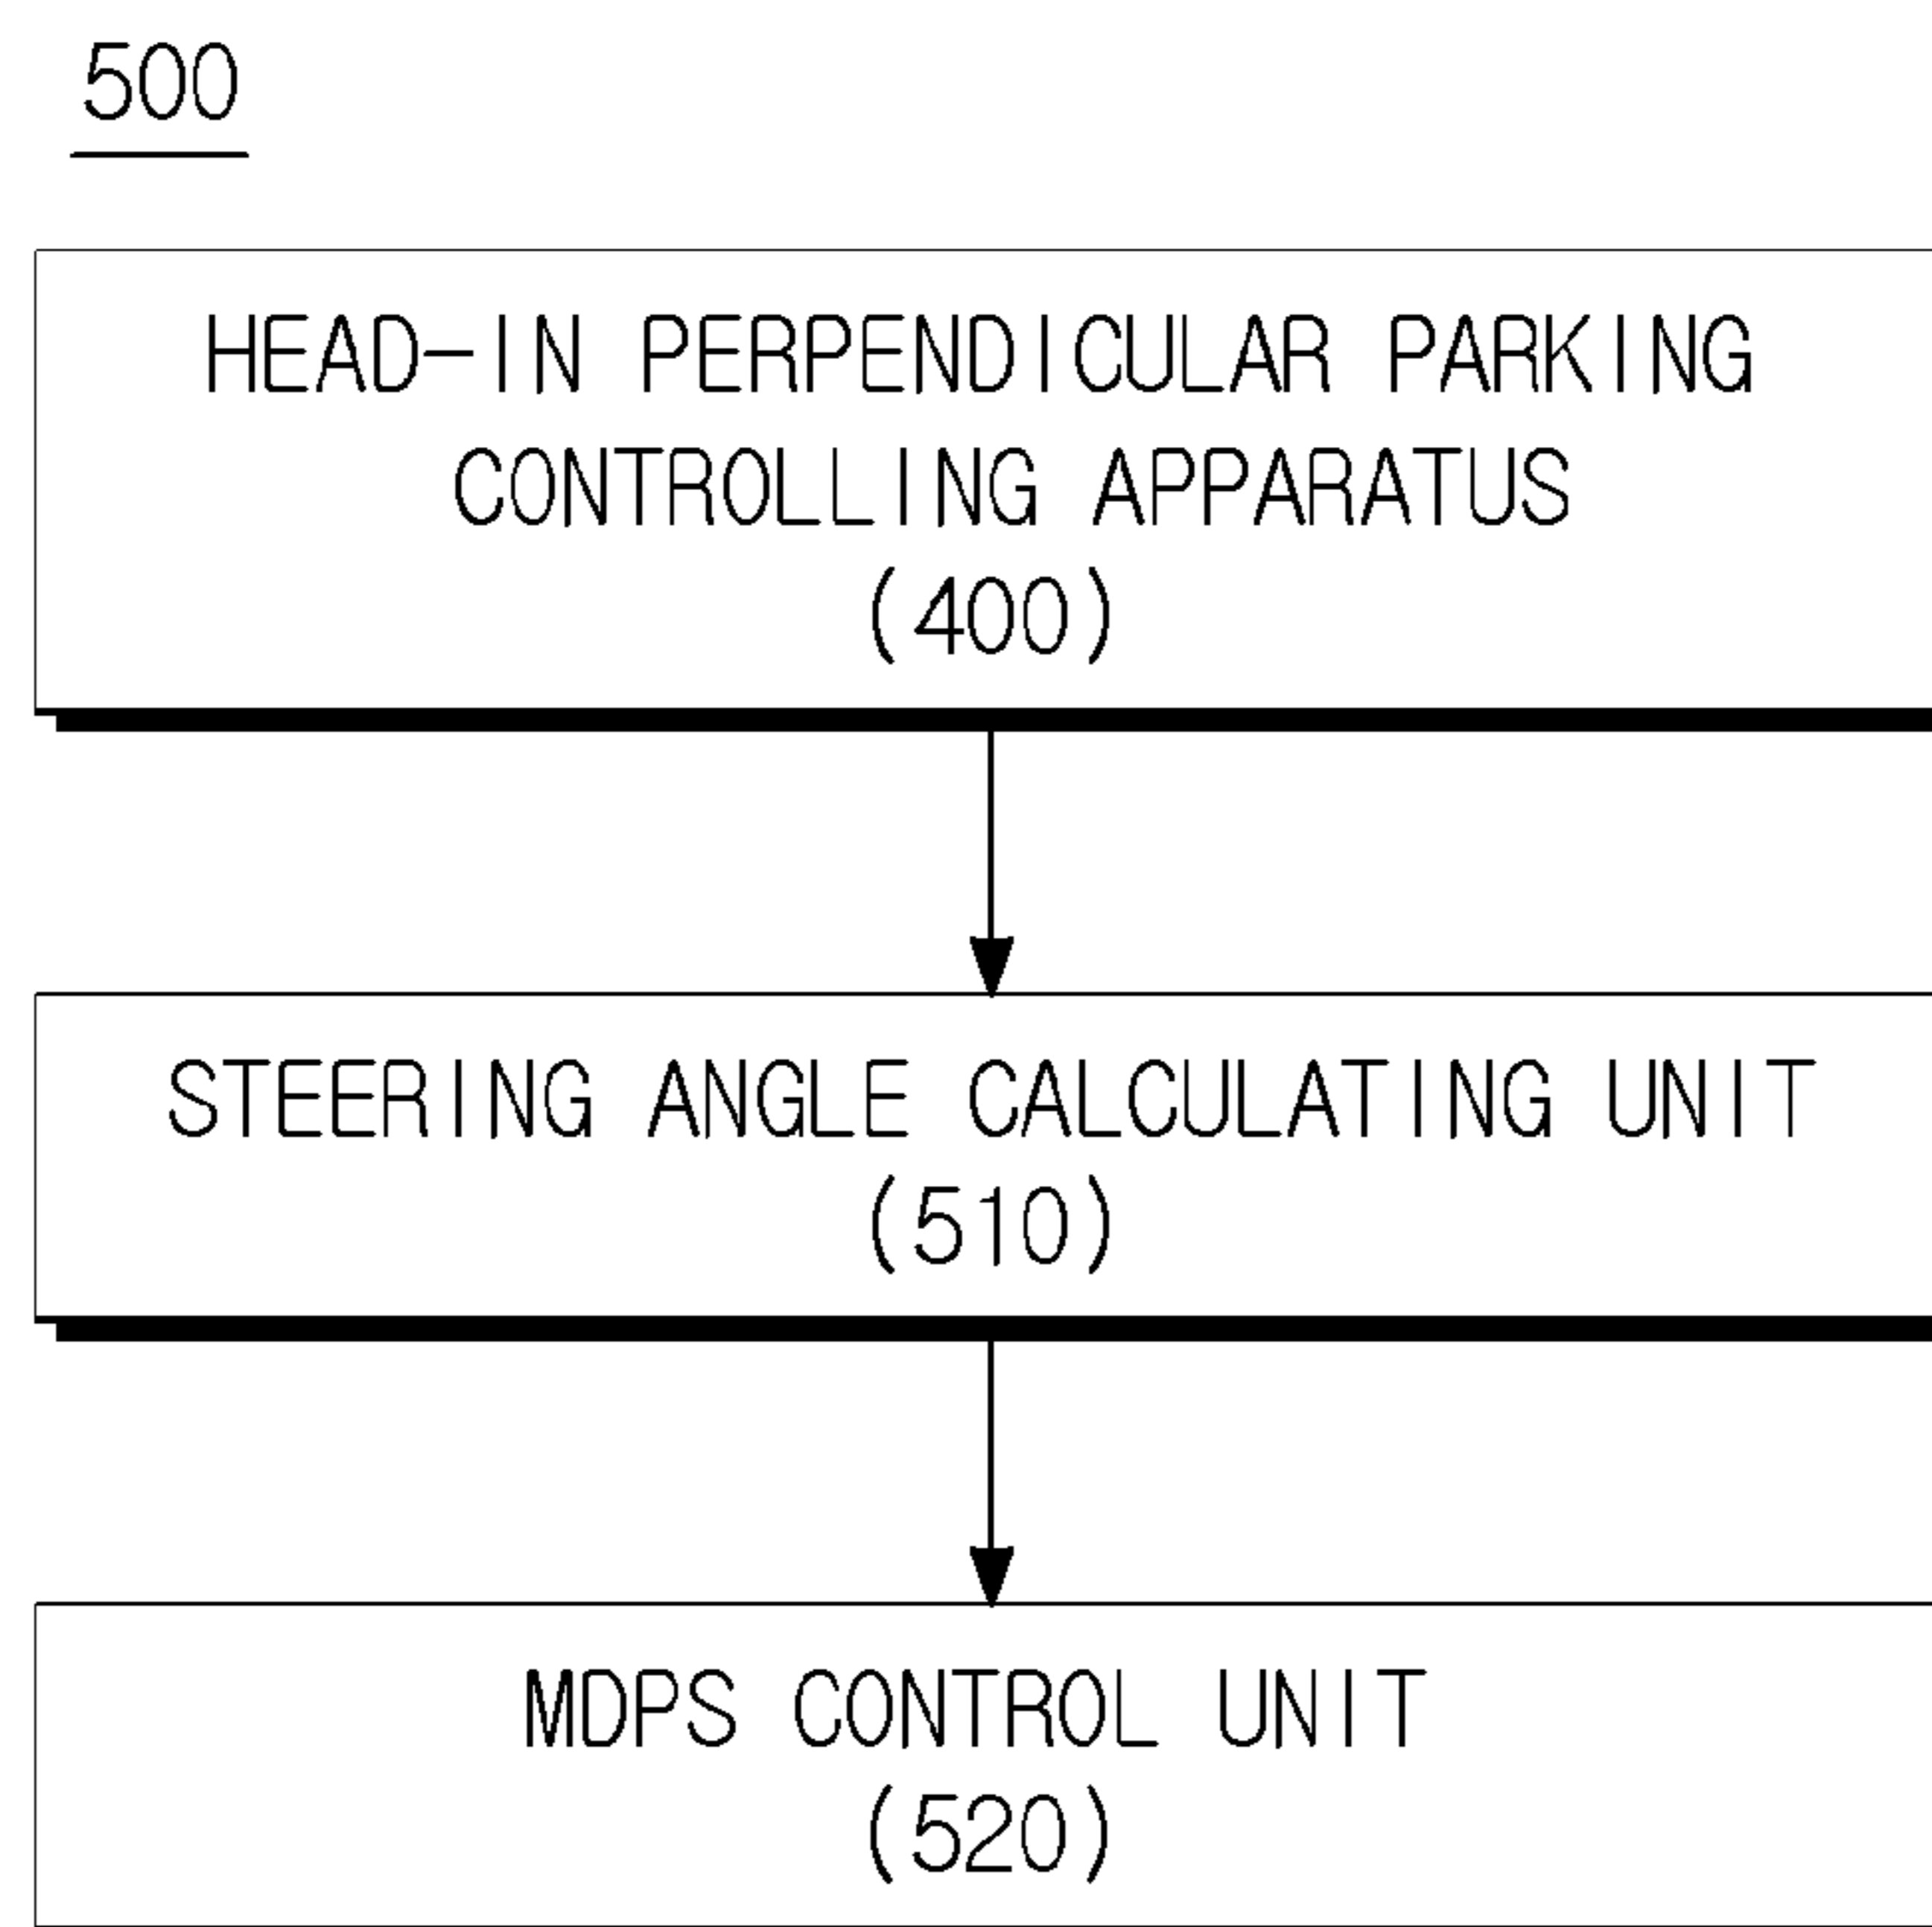 500
HEAD-IN PERPENDICULAR PARKING
CONTROLLING APPARATUS
(400)
STEERING ANGLE CALCULATING UNIT
(510)
MDPS CONTROL UNIT
(520)